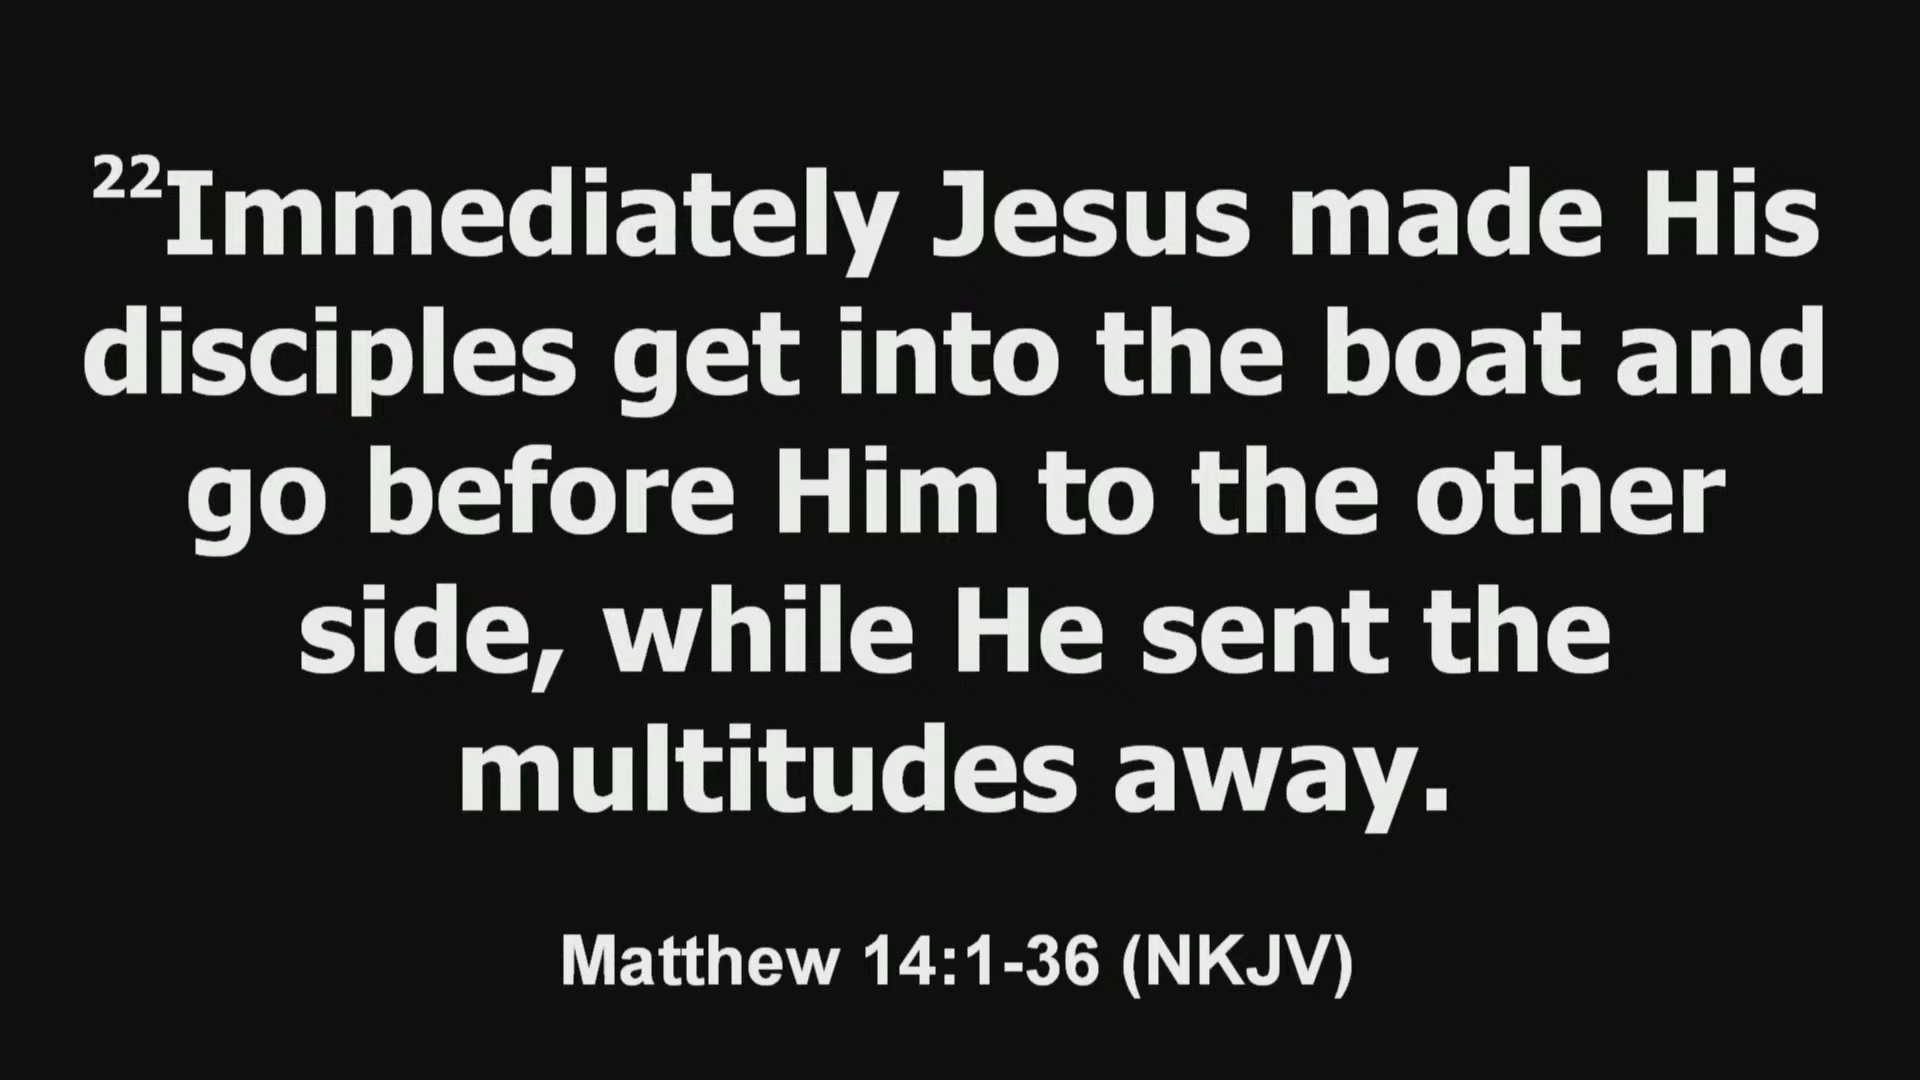 ²²Immediately Jesus made His
disciples get into the boat and
go before Him to the other
side, while He sent the
multitudes away.
Matthew 14:1-36 (NKJV)